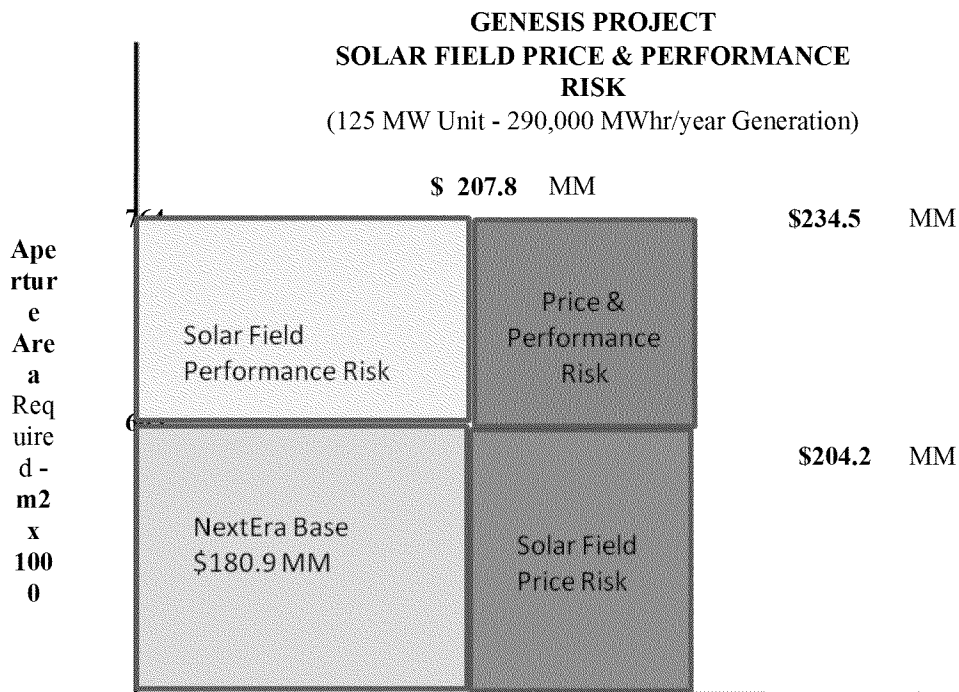 GENESIS PROJECT
SOLAR FIELD PRICE & PERFORMANCE
RISK
(125 MW Unit - 290,000 MWhr/year Generation)
$ 207.8 MM
$234.5 MM
Ape
rtur
e
Are
a
Req
uire
d -
m2
x
100
0
Solar Field
Performance Risk
Price &
Performance
Risk
$204.2 MM
NextEra Base
$180.9 MM
Solar Field
Price Risk